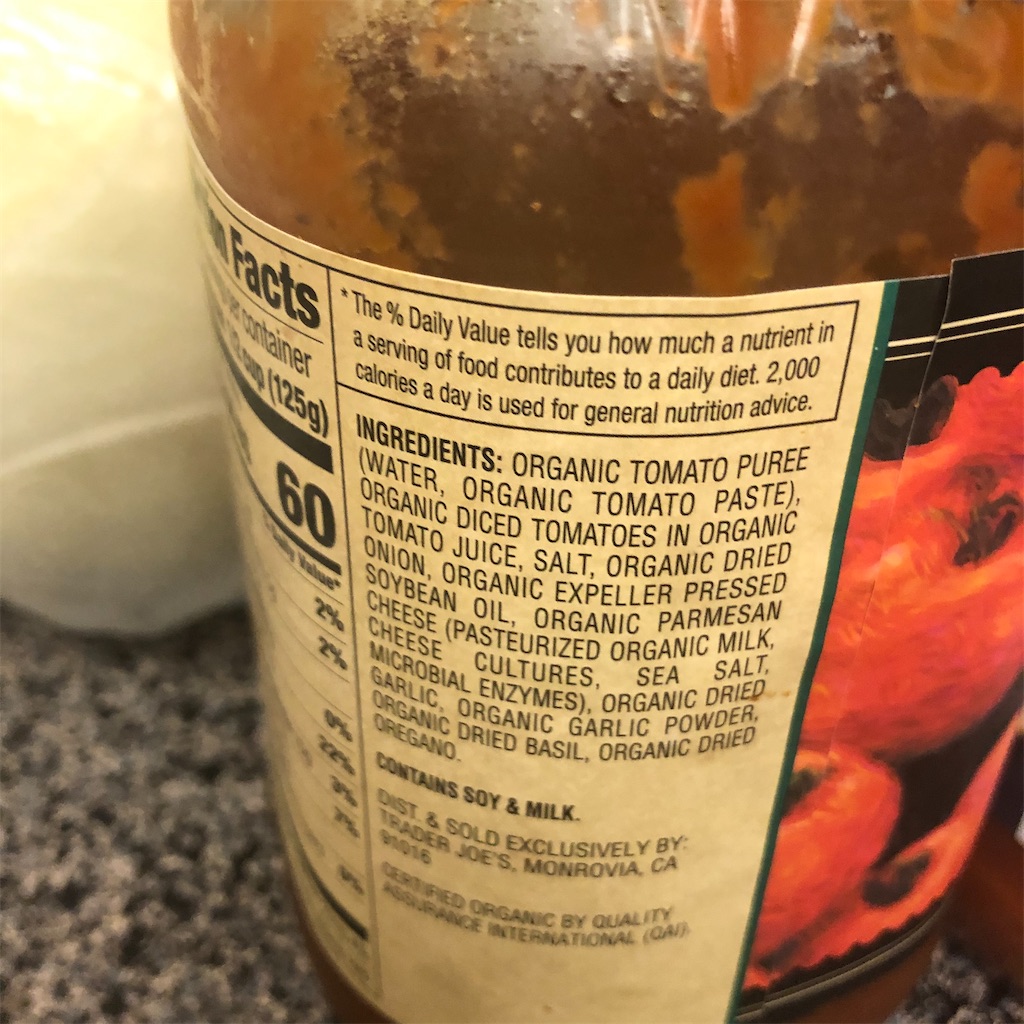 Facts
per container
cup (125g)
60
Daily Value*
2%
2%
0%
22%
3%
7%
* The % Daily Value tells you how much a nutrient in
a serving of food contributes to a daily diet. 2,000
calories a day is used for general nutrition advice.
INGREDIENTS: ORGANIC TOMATO PUREE
(WATER, ORGANIC TOMATO PASTE),
ORGANIC DICED TOMATOES IN ORGANIC
TOMATO JUICE, SALT, ORGANIC DRIED
ONION, ORGANIC EXPELLER PRESSED
SOYBEAN OIL, ORGANIC PARMESAN
CHEESE (PASTEURIZED ORGANIC MILK,
CHEESE CULTURES, SEA SALT,
MICROBIAL ENZYMES), ORGANIC DRIED
GARLIC, ORGANIC GARLIC POWDER,
ORGANIC DRIED BASIL, ORGANIC DRIED
OREGANO.
CONTAINS SOY & MILK.
DIST. & SOLD EXCLUSIVELY BY:
TRADER JOE'S, MONROVIA, CA
91016
CERTIFIED ORGANIC BY QUALITY
ASSURANCE INTERNATIONAL (QAI).